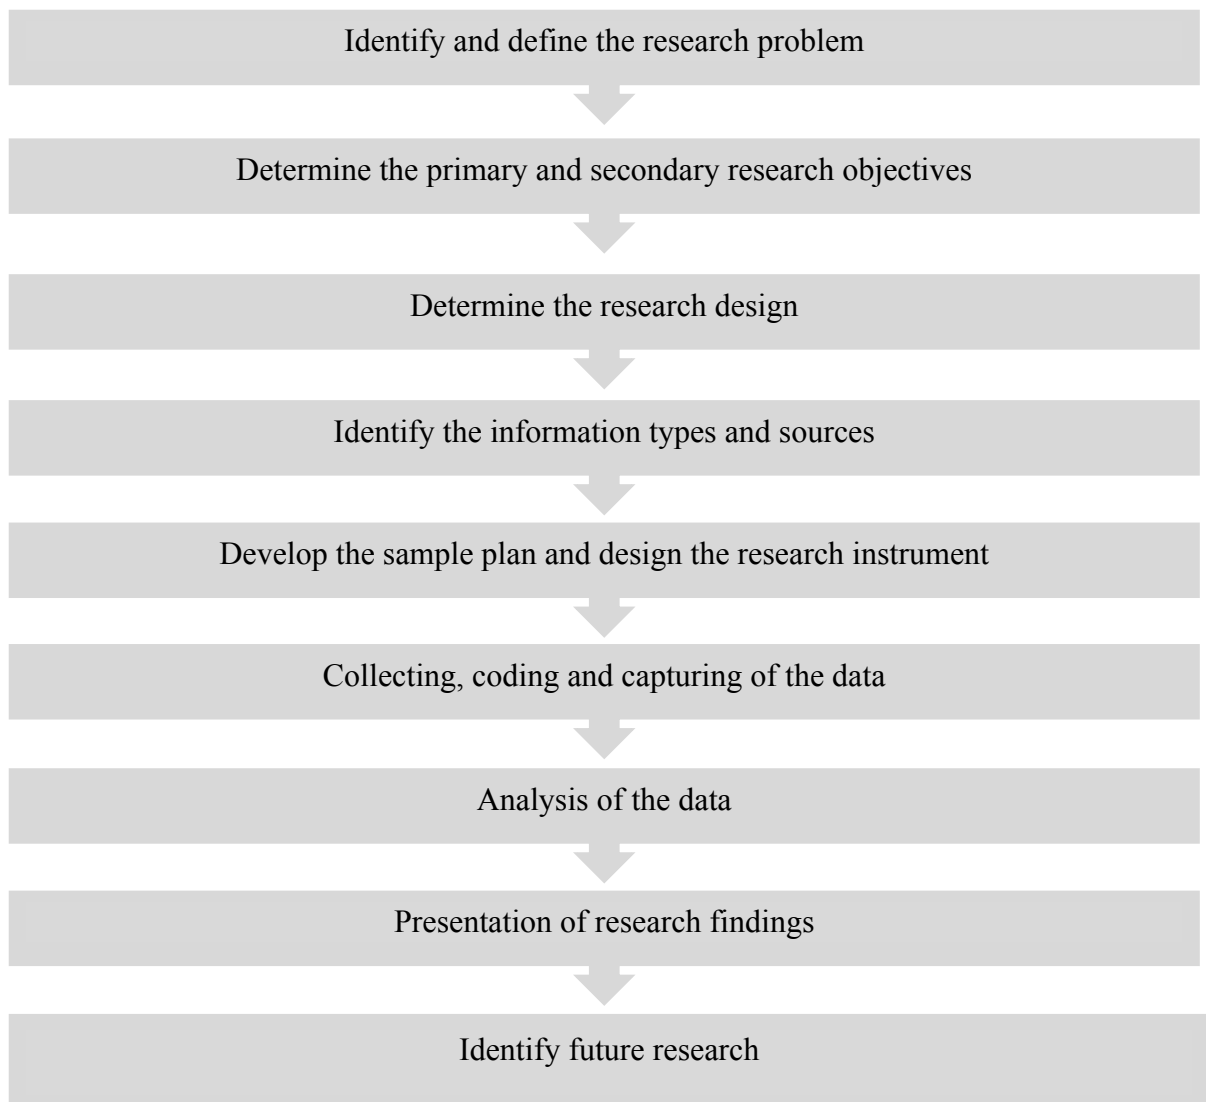 Identify and define the research problem
Determine the primary and secondary research objectives
Determine the research design
Identify the information types and sources
Develop the sample plan and design the research instrument
Collecting, coding and capturing of the data
Analysis of the data
Presentation of research findings
Identify future research